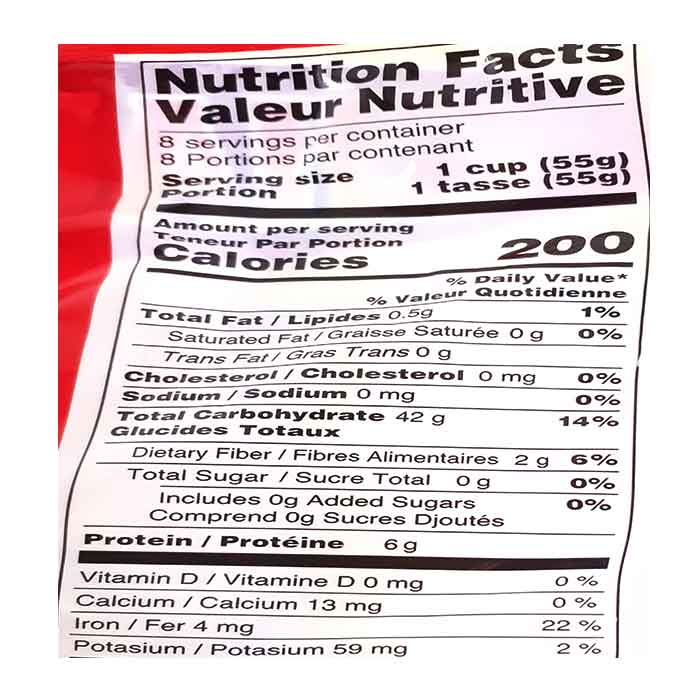 Nutrition Facts
Valeur Nutritive
8 servings per container
8 Portions par contenant
Serving size 1 cup (55g)
Portion 1 tasse (55g)
Amount per serving
Teneur Par Portion
Calories 200
% Daily Value*
% Valeur Quotidienne
Total Fat / Lipides 0.5g 1%
Saturated Fat / Graisse Saturée 0 g 0%
Trans Fat / Gras Trans 0 g
Cholesterol / Cholesterol 0 mg 0%
Sodium / Sodium 0 mg 0%
Total Carbohydrate 42 g 14%
Glucides Totaux
Dietary Fiber / Fibres Alimentaires 2 g 6%
Total Sugar / Sucre Total 0 g 0%
Includes 0g Added Sugars 0%
Comprend 0g Sucres Djoutés
Protein / Protéine 6 g
Vitamin D / Vitamine D 0 mg 0 %
Calcium / Calcium 13 mg 0 %
Iron / Fer 4 mg 22 %
Potasium / Potasium 59 mg 2 %